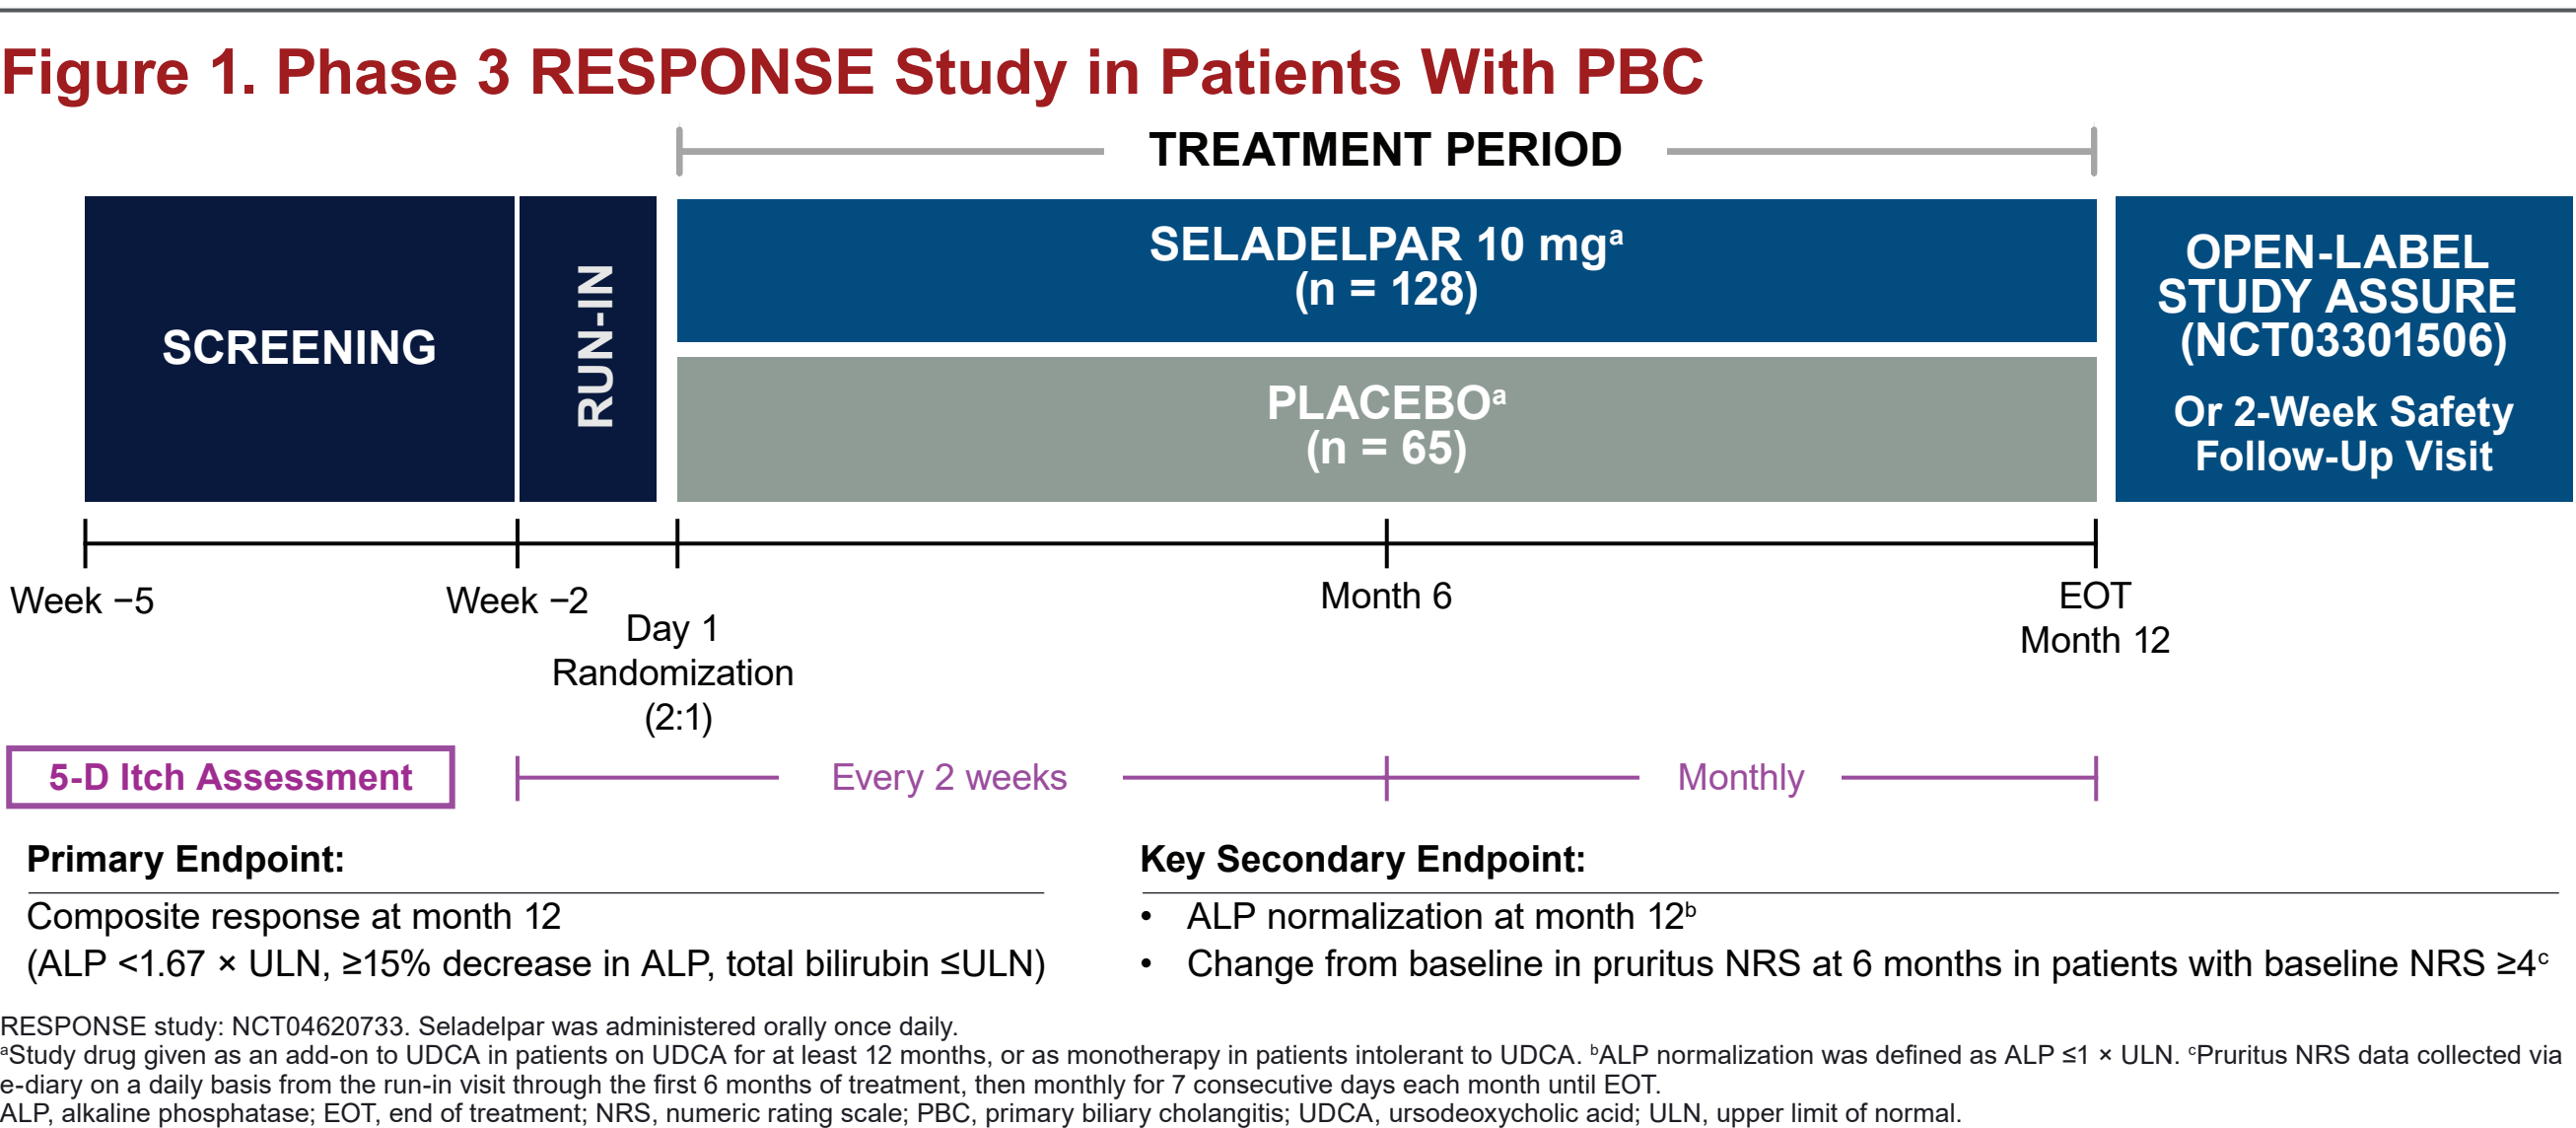 Figure 1. Phase 3 RESPONSE Study in Patients With PBC
TREATMENT PERIOD
SCREENING
RUN-IN
SELADELPAR 10 mgᵃ
(n = 128)
PLACEBOᵃ
(n = 65)
OPEN-LABEL
STUDY ASSURE
(NCT03301506)
Or 2-Week Safety
Follow-Up Visit
Week −5
Week −2
Day 1
Randomization
(2:1)
Month 6
EOT
Month 12
5-D Itch Assessment
Every 2 weeks
Monthly
Primary Endpoint:
Composite response at month 12
(ALP <1.67 × ULN, ≥15% decrease in ALP, total bilirubin ≤ULN)
Key Secondary Endpoint:
• ALP normalization at month 12ᵇ
• Change from baseline in pruritus NRS at 6 months in patients with baseline NRS ≥4ᶜ
RESPONSE study: NCT04620733. Seladelpar was administered orally once daily.
ᵃStudy drug given as an add-on to UDCA in patients on UDCA for at least 12 months, or as monotherapy in patients intolerant to UDCA. ᵇALP normalization was defined as ALP ≤1 × ULN. ᶜPruritus NRS data collected via
e-diary on a daily basis from the run-in visit through the first 6 months of treatment, then monthly for 7 consecutive days each month until EOT.
ALP, alkaline phosphatase; EOT, end of treatment; NRS, numeric rating scale; PBC, primary biliary cholangitis; UDCA, ursodeoxycholic acid; ULN, upper limit of normal.